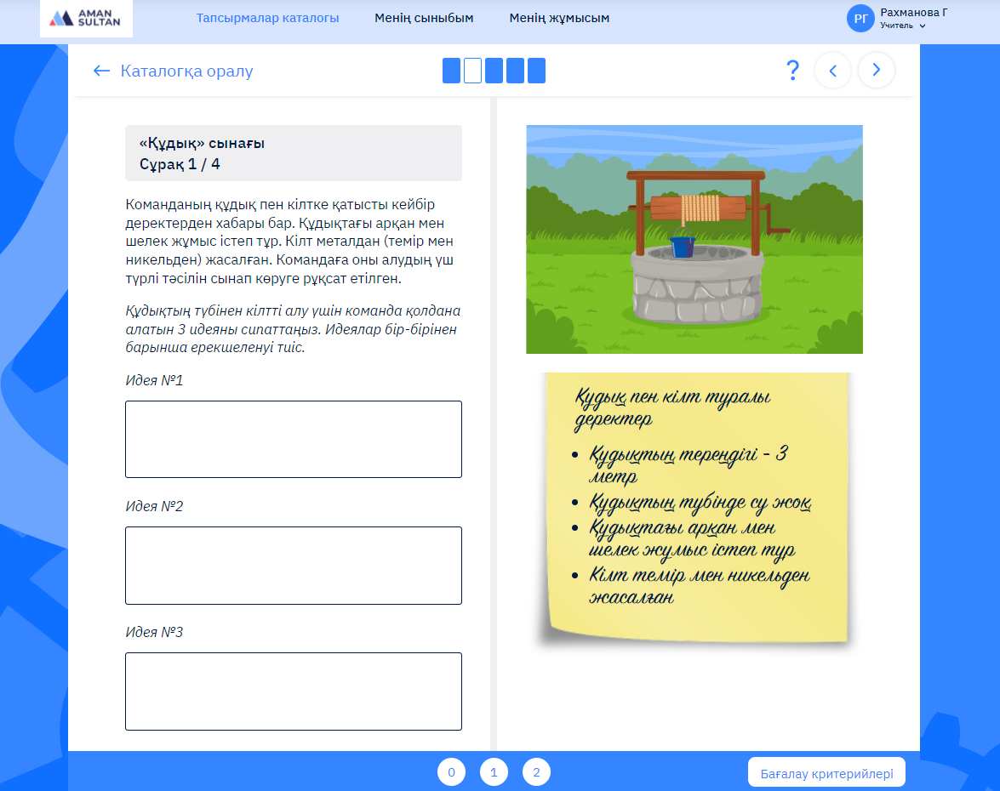 AMAN
SULTAN
Тапсырмалар каталогы
Менің сыныбым
Менің жұмысым
РГ
Рахманова Г
Учитель
Каталогқа оралу
?
«Құдық» сынағы
Сұрақ 1 / 4
Команданың құдық пен кілтке қатысты кейбір
деректерден хабары бар. Құдықтағы арқан мен
шелек жұмыс істеп тұр. Кілт металдан (темір мен
никельден) жасалған. Командаға оны алудың үш
түрлі тәсілін сынап көруге рұқсат етілген.
Құдықтың түбінен кілтті алу үшін команда қолдана
алатын 3 идеяны сипаттаңыз. Идеялар бір-бірінен
барынша ерекшеленуі тиіс.
Идея №1
Идея №2
Идея №3
Құдық пен кілт туралы
деректер
• Құдықтың тереңдігі - 3
метр
• Құдықтың түбінде су жоқ
• Құдықтағы арқан мен
шелек жұмыс істеп тұр
• Кілт темір мен никельден
жасалған
0
1
2
Бағалау критерийлері